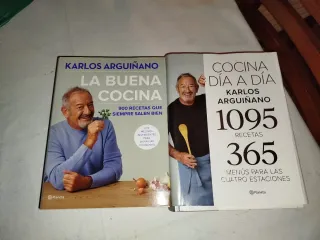 KARLOS ARGUIÑANO
LA BUENA
COCINA
900 RECETAS QUE
SIEMPRE SALEN BIEN
Planeta
COCINA
DÍA A DÍA
KARLOS
ARGUIÑANO
1095
RECETAS
365
MENÚS PARA LAS
CUATRO ESTACIONES
Planeta